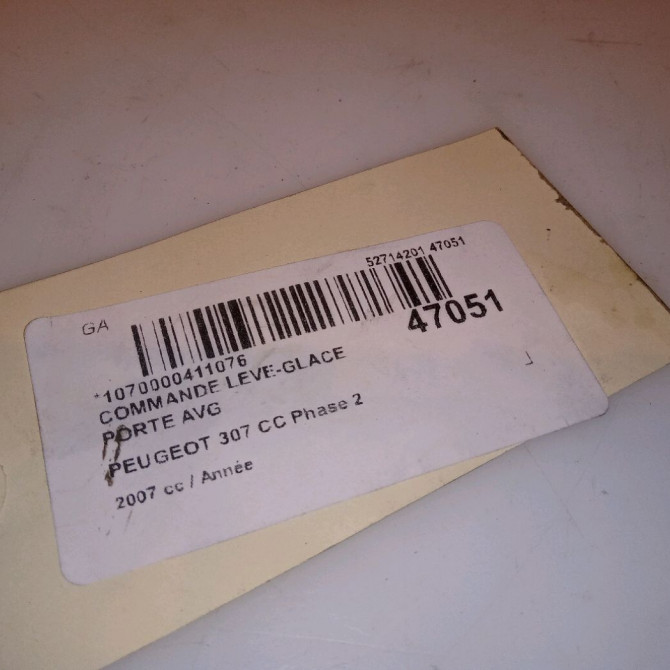 52714201 47051
GA
47051
*1070000411076
COMMANDE LEVE-GLACE
PORTE AVG
PEUGEOT 307 CC Phase 2
2007 cc / Année